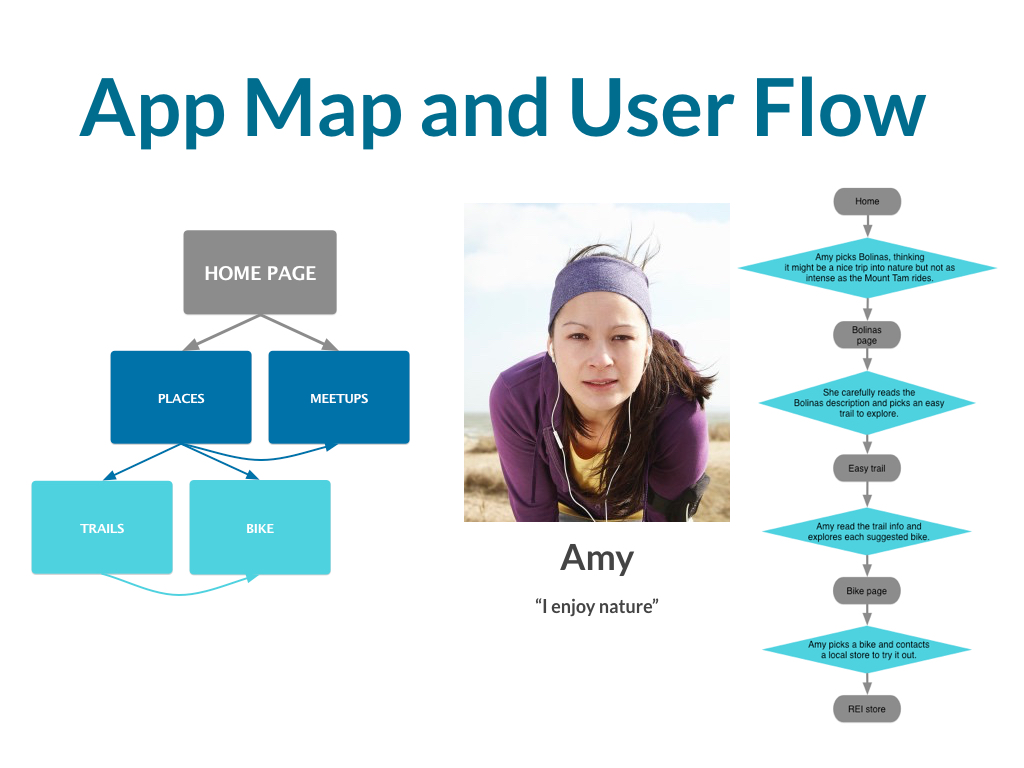 App Map and User Flow
HOME PAGE
PLACES
MEETUPS
TRAILS
BIKE
Amy
“I enjoy nature”
Home
Amy picks Bolinas, thinking
it might be a nice trip into nature but not as
intense as the Mount Tam rides.
Bolinas
page
She carefully reads the
Bolinas description and picks an easy
trail to explore.
Easy trail
Amy read the trail info and
explores each suggested bike.
Bike page
Amy picks a bike and contacts
a local store to try it out.
REI store